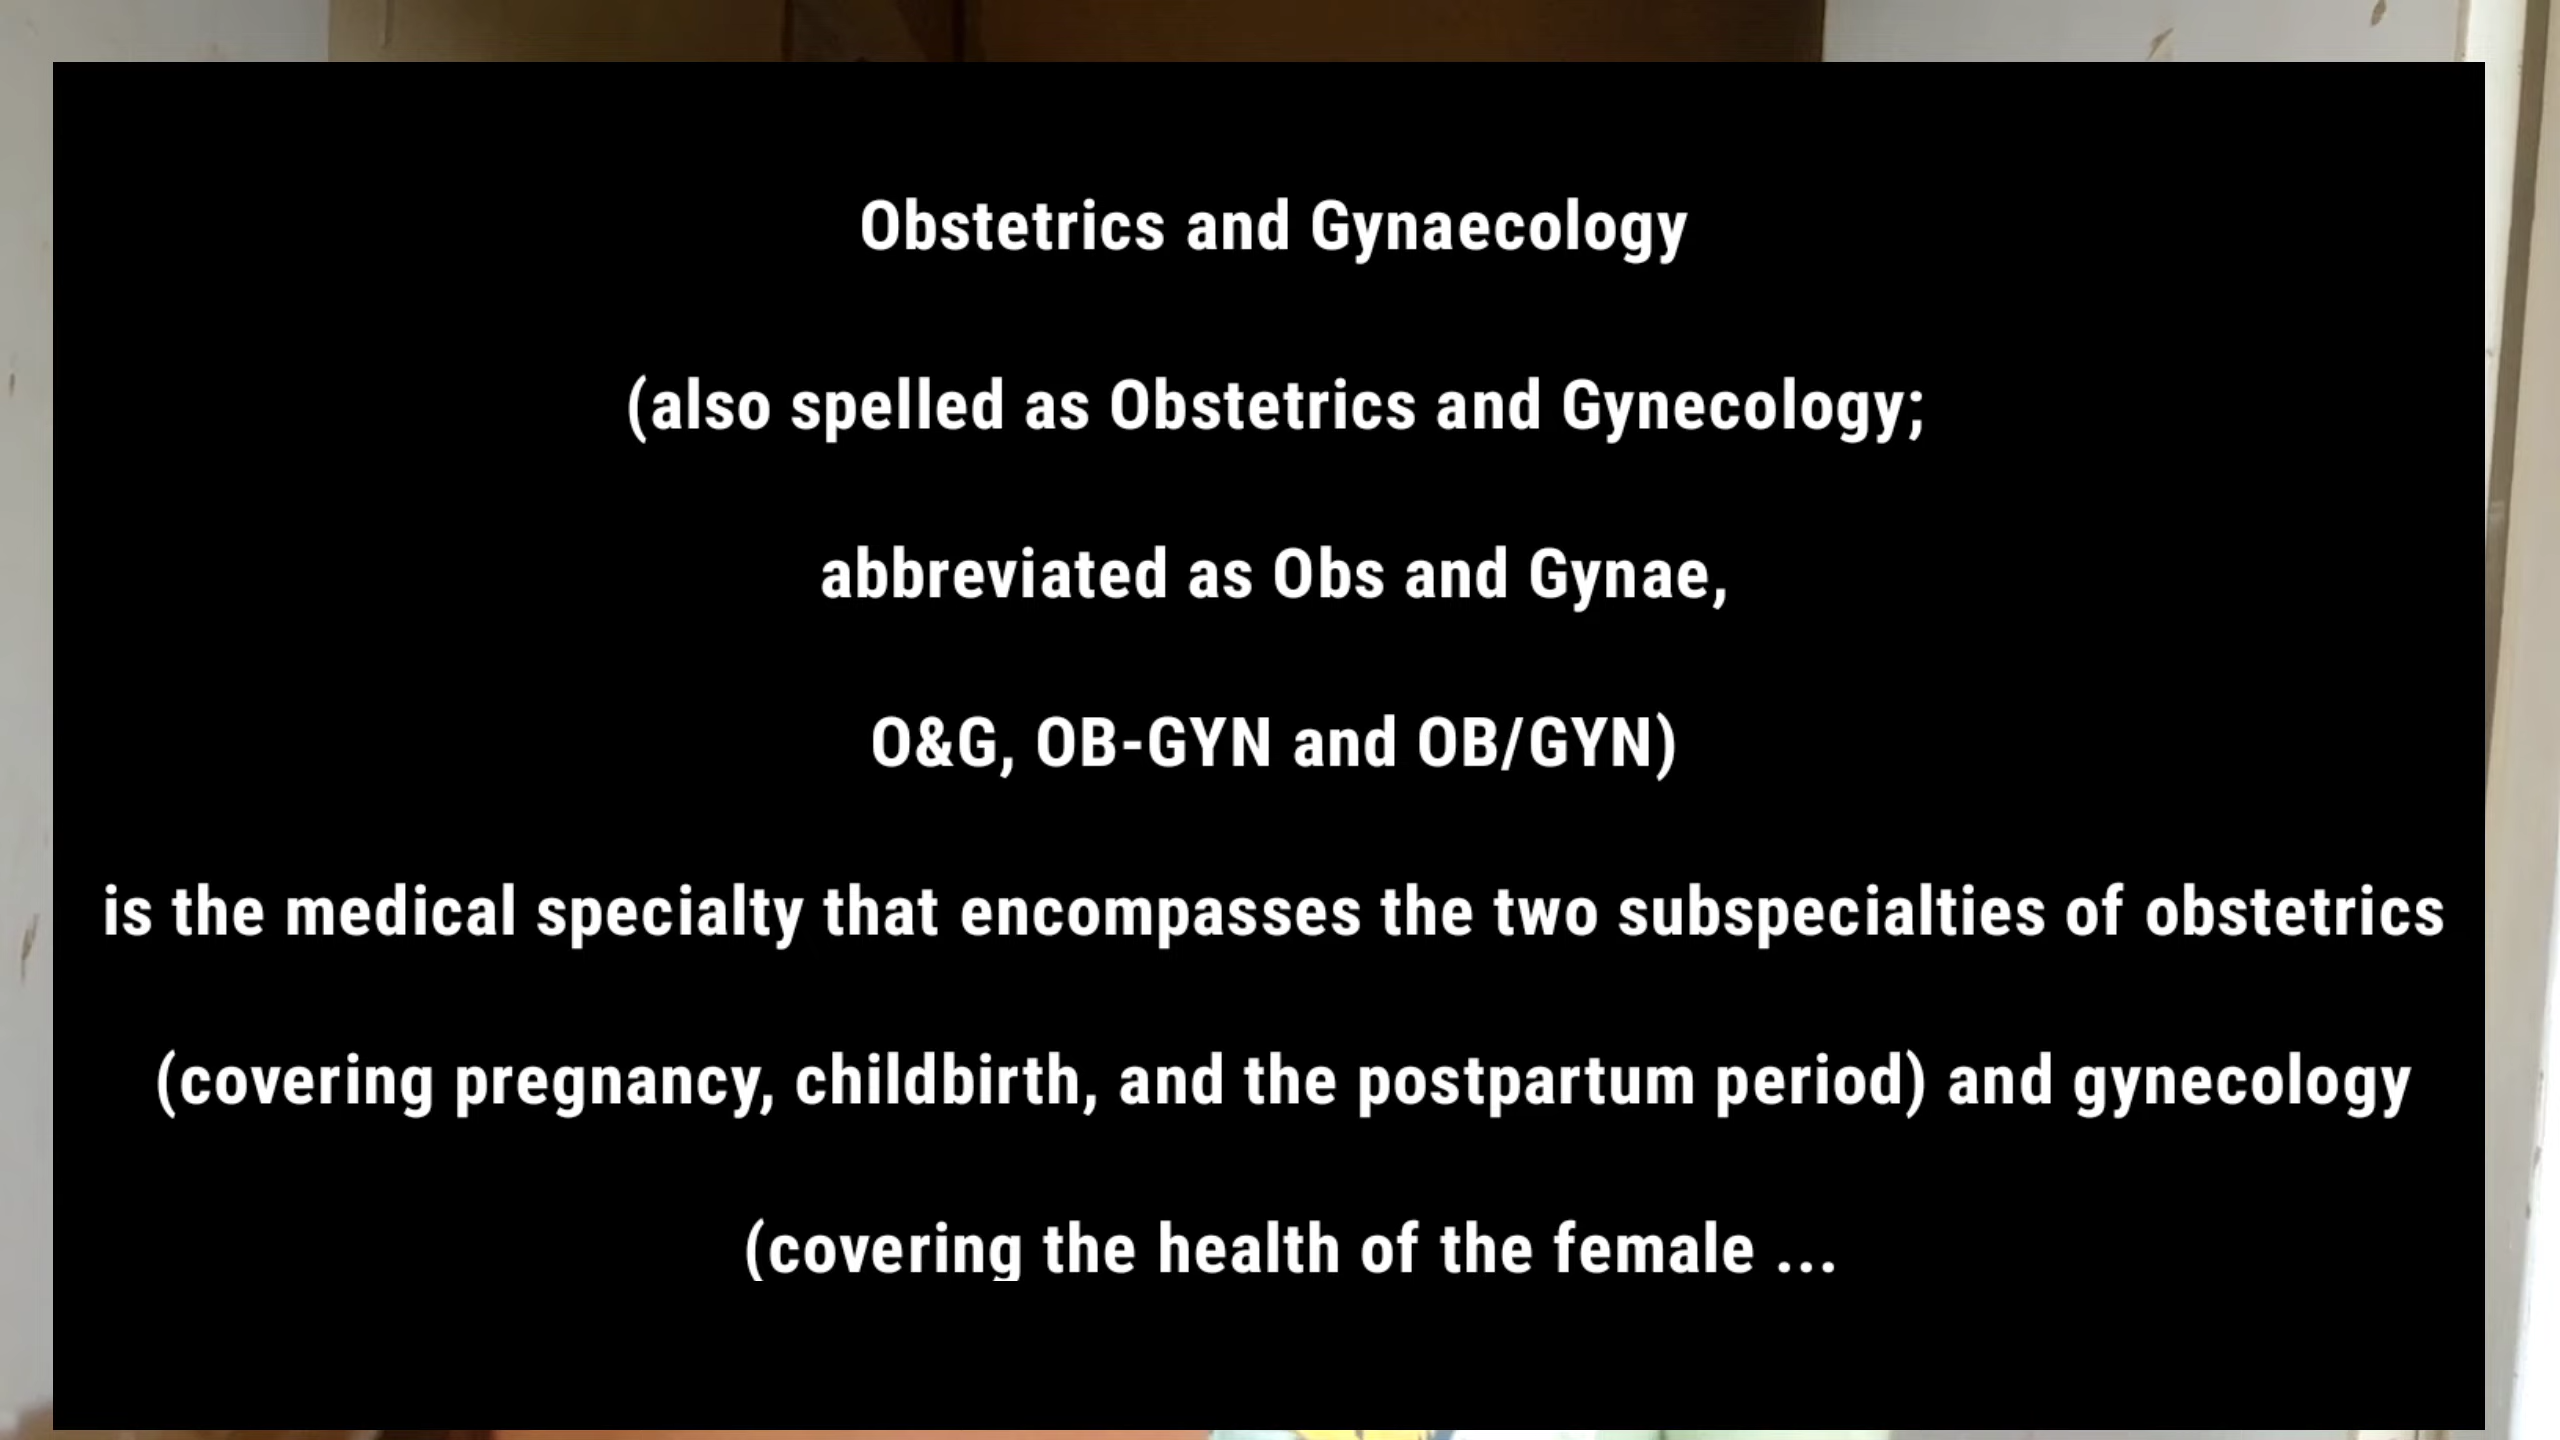 Obstetrics and Gynaecology
(also spelled as Obstetrics and Gynecology;
abbreviated as Obs and Gynae,
O&G, OB-GYN and OB/GYN)
is the medical specialty that encompasses the two subspecialties of obstetrics
(covering pregnancy, childbirth, and the postpartum period) and gynecology
(covering the health of the female ...